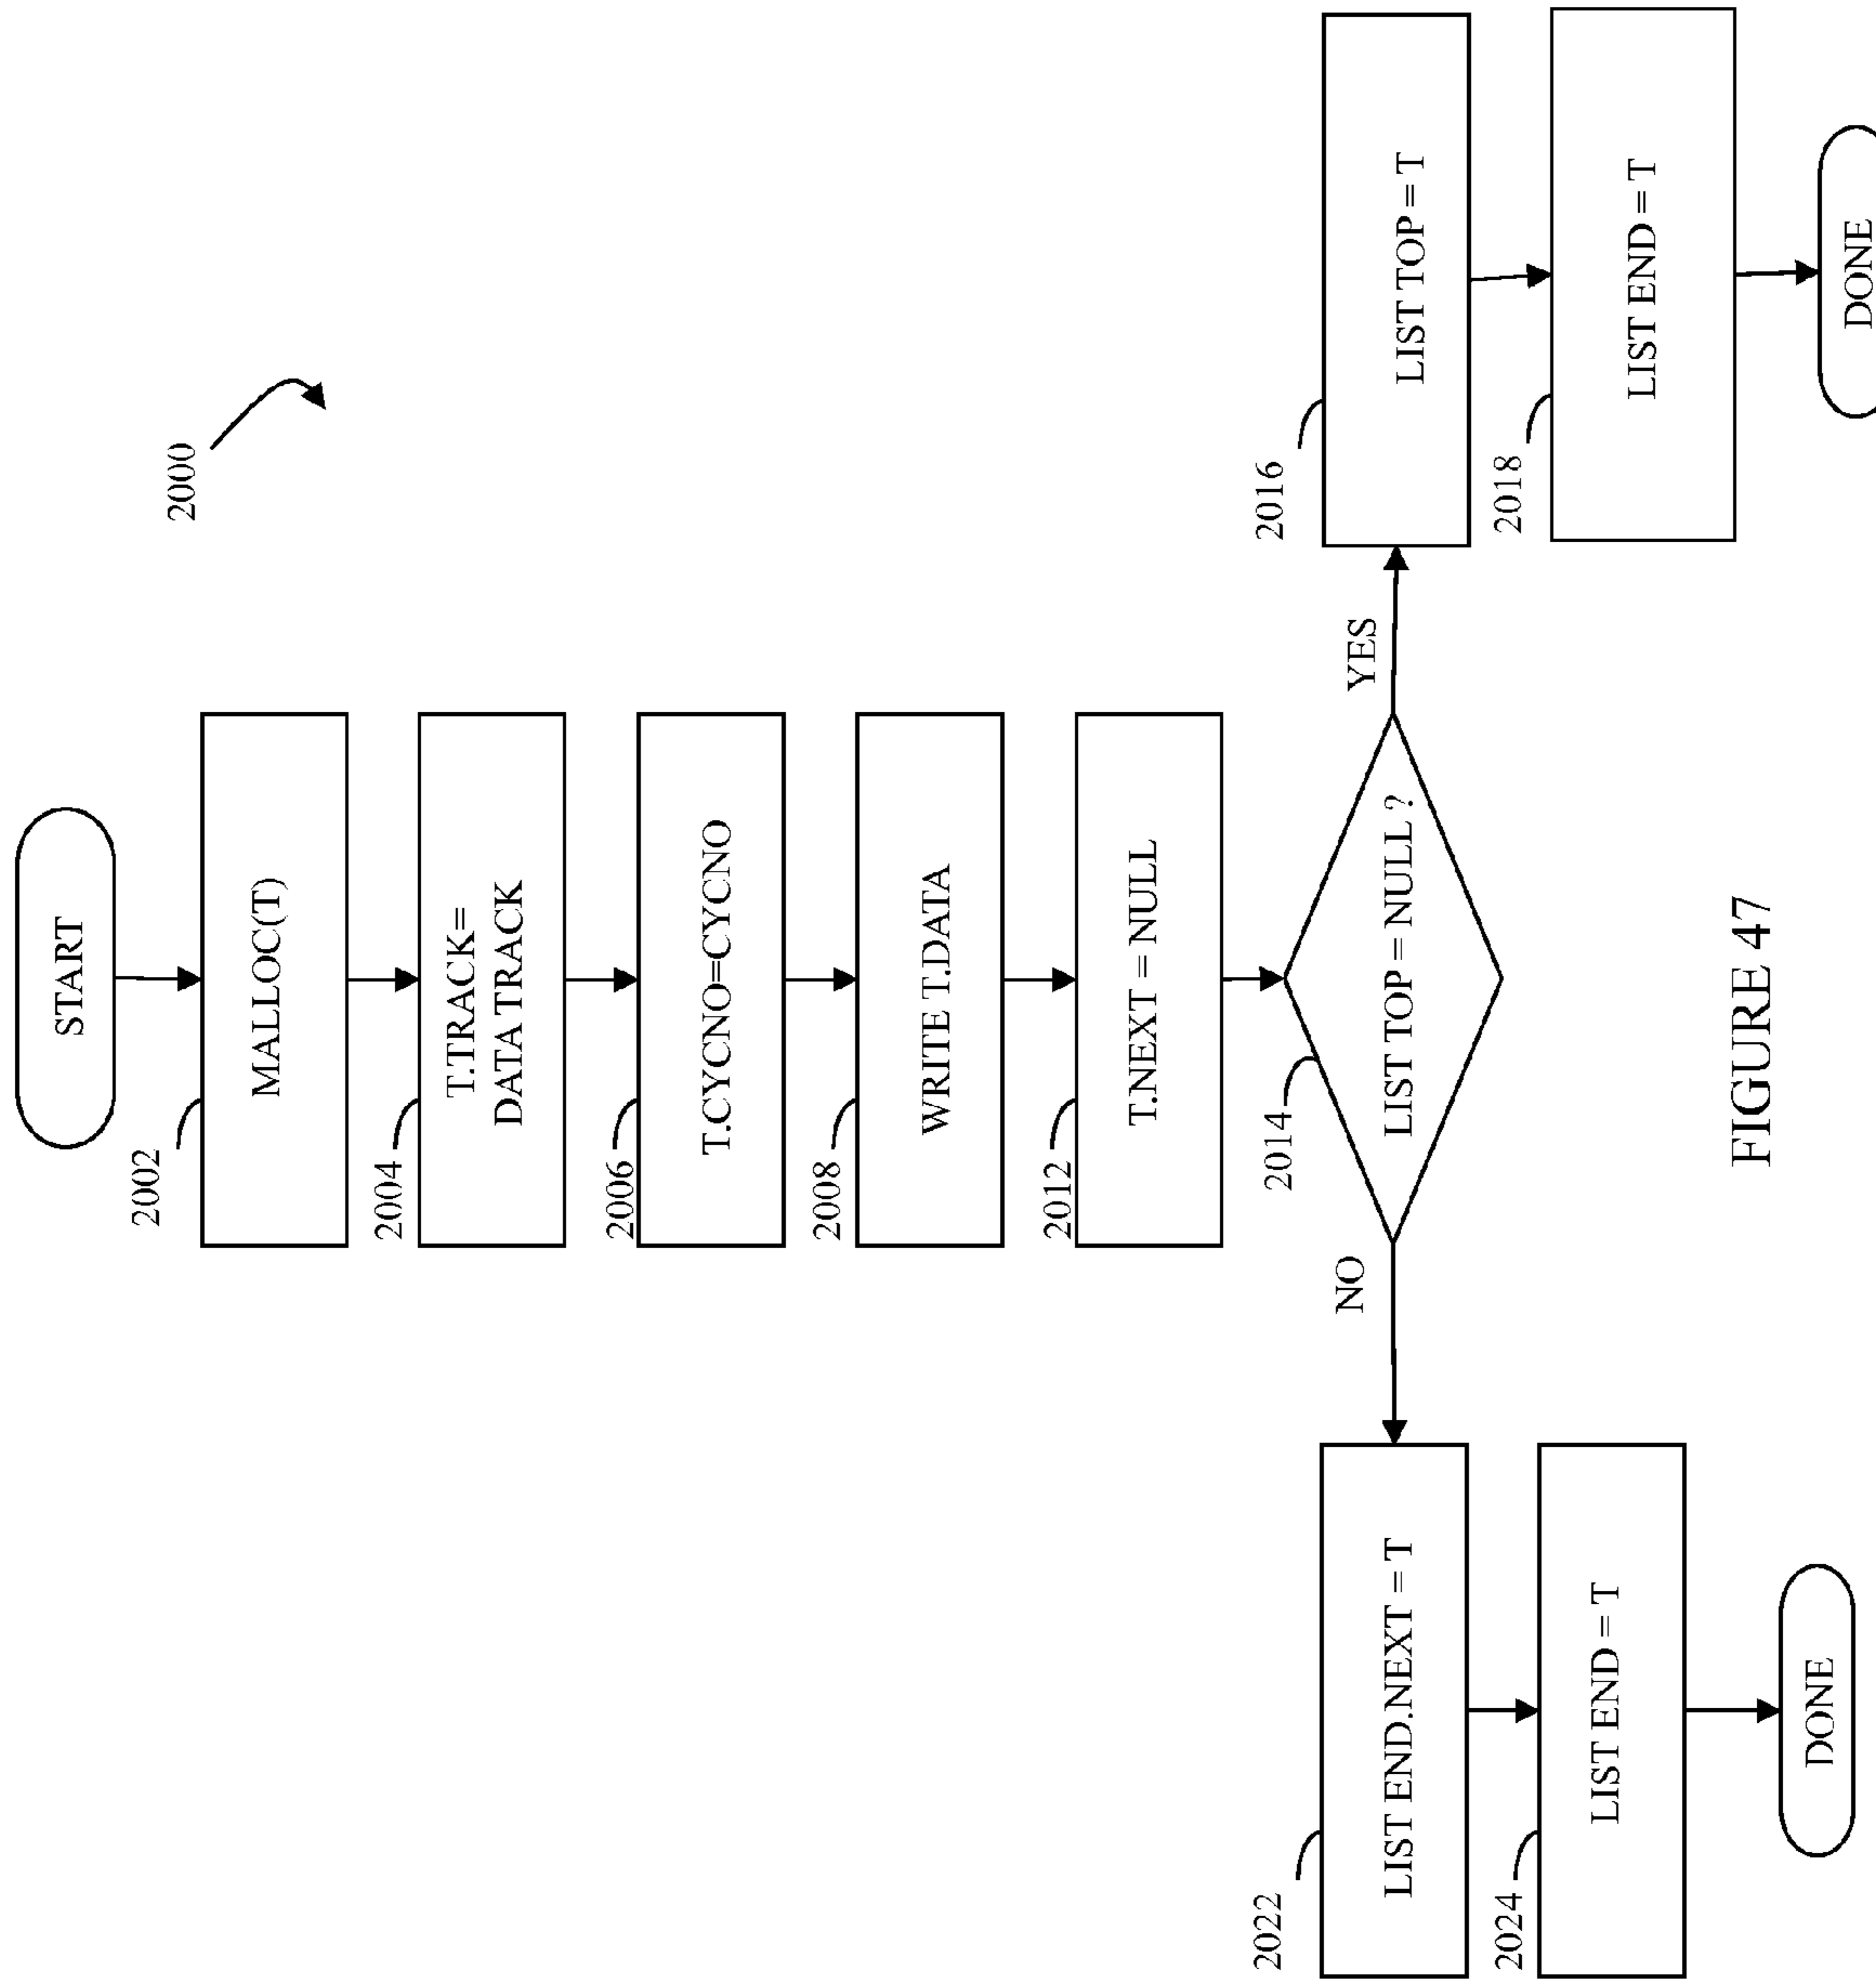 2000
START
2002
MALLOC(T)
2004
T.TRACK=
DATA TRACK
2006
T.CYCNO=CYCNO
2008
WRITE T.DATA
2012
T.NEXT = NULL
2014
LIST TOP = NULL ?
NO
YES
2022
LIST END.NEXT = T
2024
LIST END = T
DONE
2016
LIST TOP = T
2018
LIST END = T
DONE
FIGURE 47